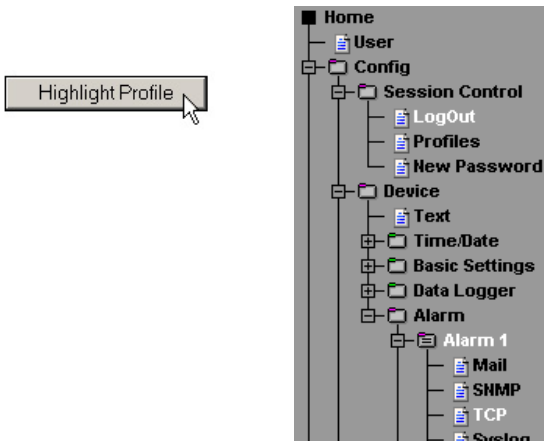 Highlight Profile
Home
User
Config
Session Control
LogOut
Profiles
New Password
Device
Text
Time/Date
Basic Settings
Data Logger
Alarm
Alarm 1
Mail
SNMP
TCP
Syslog